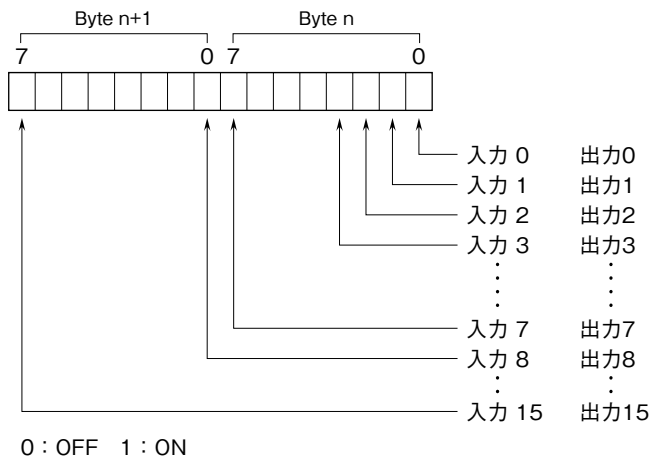 Byte n+1 Byte n
7 0 7 0
入力 0 出力0
入力 1 出力1
入力 2 出力2
入力 3 出力3
入力 7 出力7
入力 8 出力8
入力 15 出力15
0：OFF 1：ON